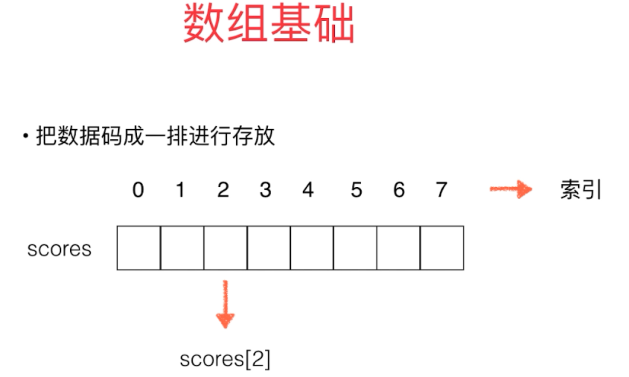 数组基础
• 把数据码成一排进行存放
0 1 2 3 4 5 6 7 索引
scores
scores[2]